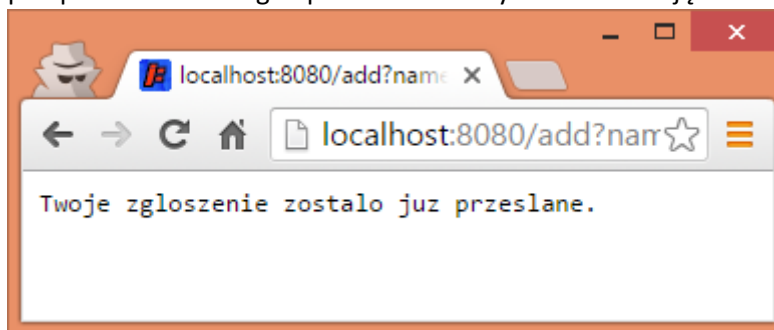 localhost:8080/add?name
localhost:8080/add?nam
Twoje zgloszenie zostalo juz przeslane.